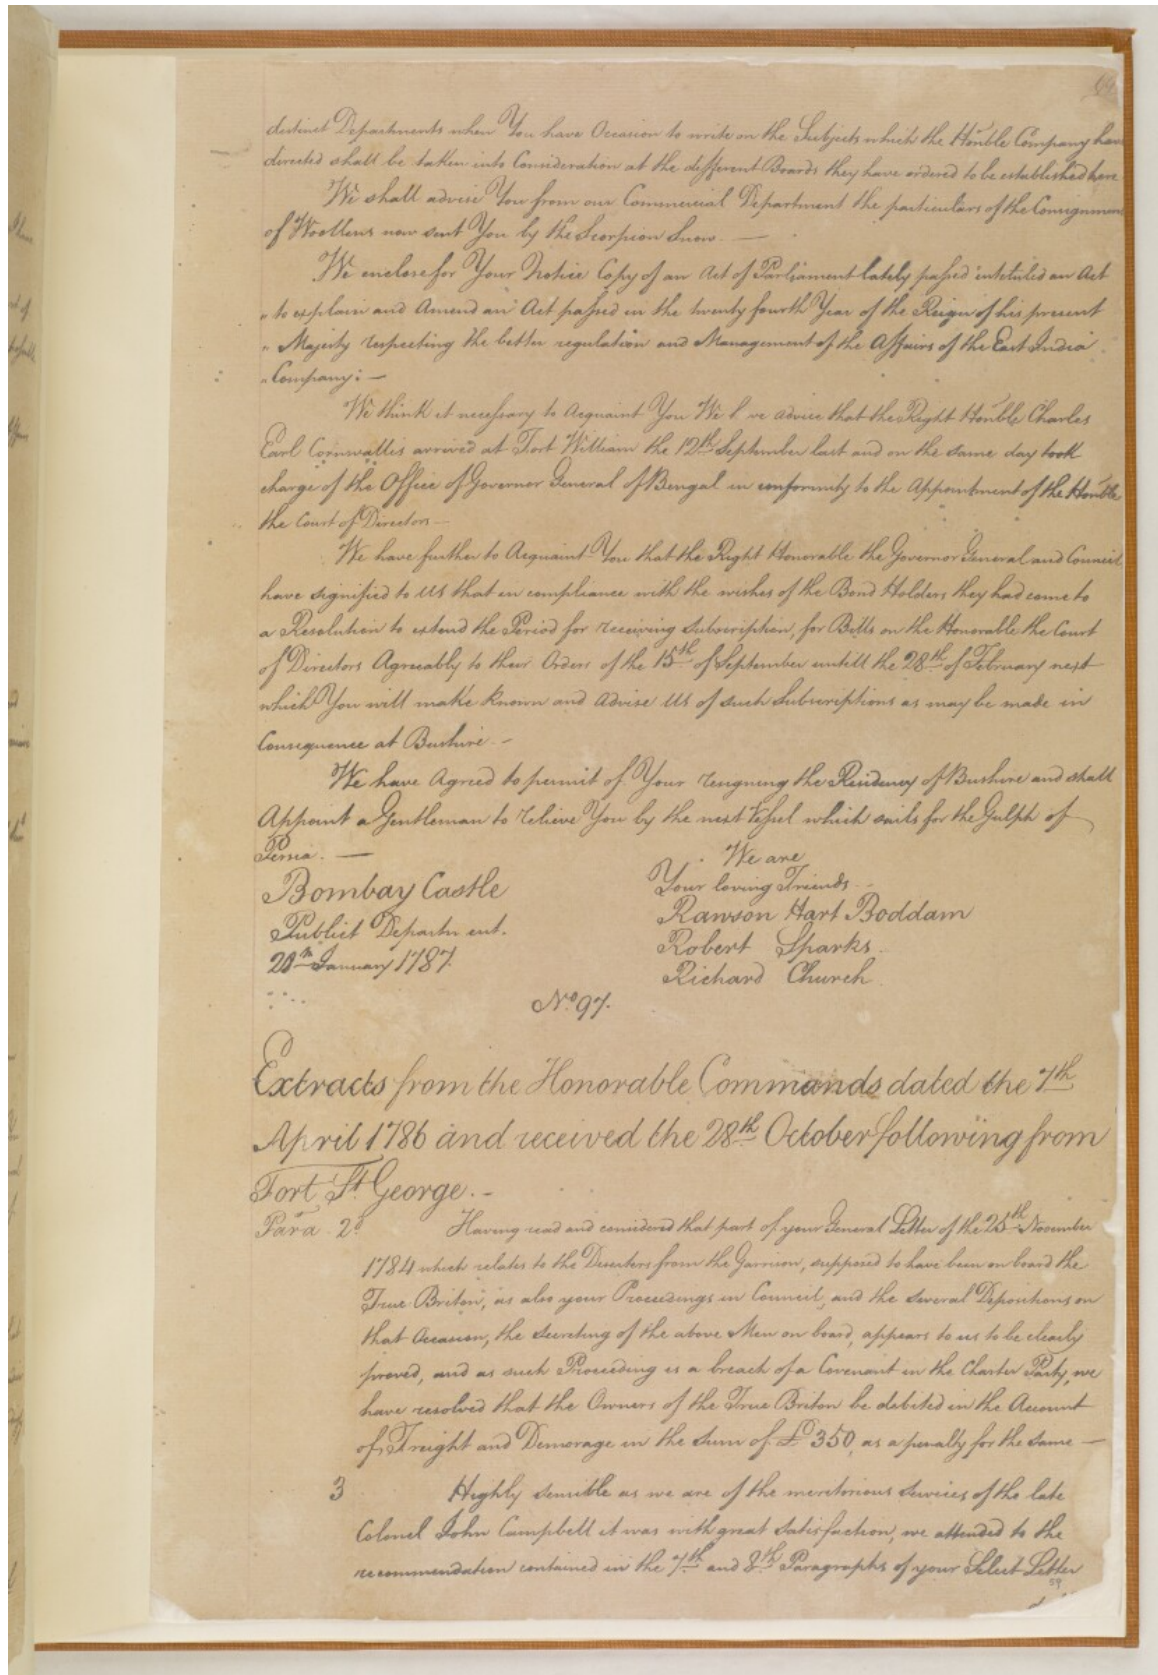 distinct Departments when You have Occasion to write on the Subjects which the Honble Company have
directed shall be taken into Consideration at the different Boards they have ordered to be established here
We shall advise You from our Commercial Department the particulars of the Consignment
of Woollens now sent You by the Scorpion Snow. —
We enclose for Your Notice Copy of an Act of Parliament lately passed intituled an Act
" to explain and Amend an Act passed in the twenty fourth Year of the Reign of his present
" Majesty respecting the better regulation and Management of the Affairs of the East India
" Company: —
We think it necessary to Acquaint You We h ve advice that the Right Honble Charles
Earl Cornwallis arrived at Fort William the 12th September last and on the same day took
charge of the Office of Governor General of Bengal in conformity to the Appointment of the Honble
the Court of Directors —
We have further to Acquaint You that the Right Honorable the Governor General and Council
have signified to us that in compliance with the wishes of the Bond Holders they had come to
a Resolution to extend the Period for receiving Subscription, for Bills on the Honorable the Court
of Directors Agreeably to their Orders of the 15th of September untill the 28th of February next
which You will make known and advise us of such Subscriptions as may be made in
Consequence at Bushire. —
We have Agreed to permit of Your resigning the Residency of Bushire and shall
Appoint a Gentleman to relieve You by the next Vessel which sails for the Gulph of
Persia. —
We are
Your loving Friends
Bombay Castle
Rawson Hart Boddam
Publick Departm ent.
Robert Sparks
20th January 1787.
Richard Church
No. 97.
Extracts from the Honorable Commands dated the 7th
April 1786 and received the 28th October following from
Fort St. George. -
Para 2d Having read and considered that part of your General Letter of the 25th November
1784 which relates to the Deserters from the Garrison, supposed to have been on board the
True Briton, as also your Proceedings in Council, and the several Depositions on
that Occasion, the secreting of the above Men on board, appears to us to be clearly
proved, and as such Proceeding is a breach of a Covenant in the Charter Party, we
have resolved that the Owners of the True Briton be debited in the Account
of Freight and Demorage in the sum of £350, as a penalty for the same —
3 Highly sensible as we are of the meritorious services of the late
Colonel John Campbell it was with great satisfaction, we attended to the
recommendation contained in the 7th and 8th Paragraphs of your Select Letter
59